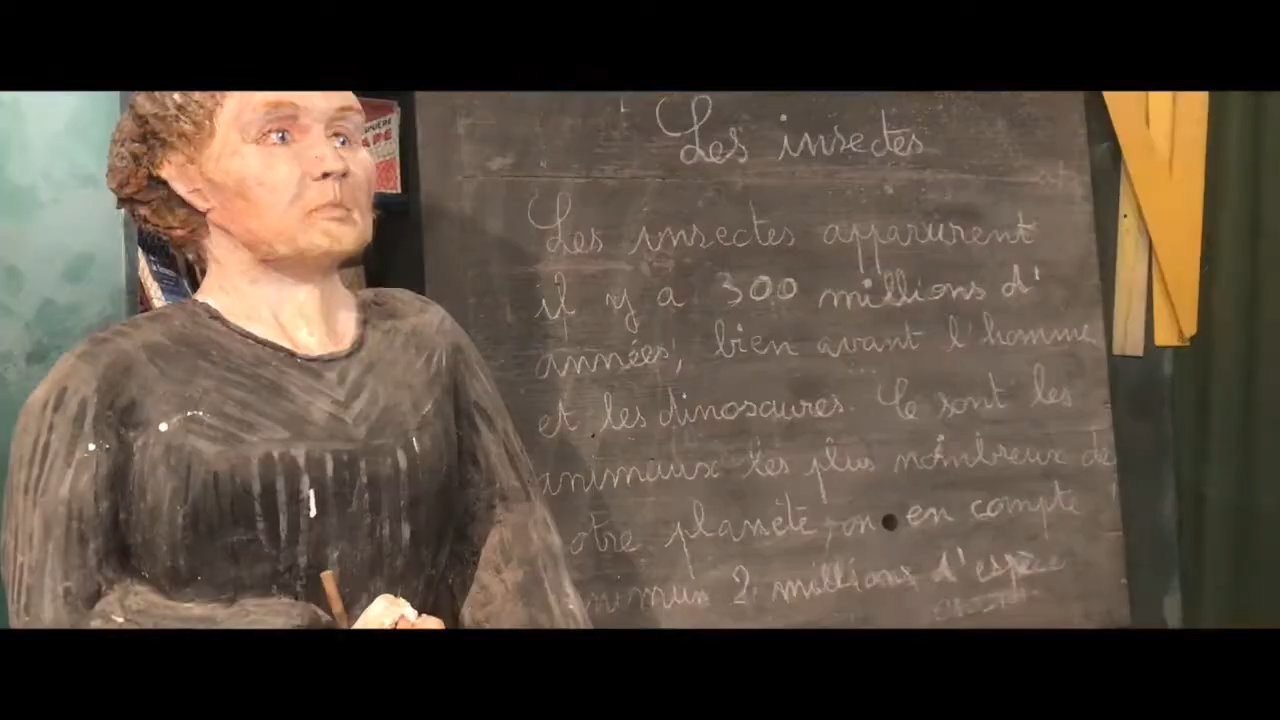 Les insectes
Les insectes apparurent
il y a 300 millions d'
années, bien avant l'homme
et les dinosaures. Ce sont les
animaux les plus nombreux de
otre planète, on en compte
nimum 2 millions d'espèce